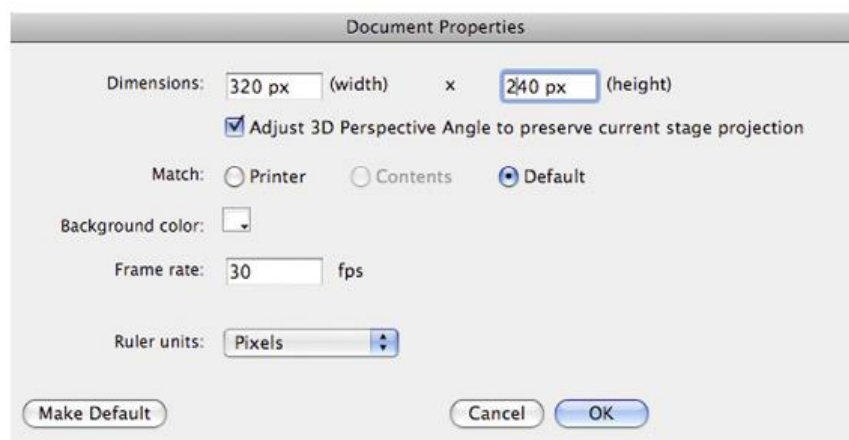 Document Properties
Dimensions: 320 px (width) x 240 px (height)
Adjust 3D Perspective Angle to preserve current stage projection
Match: Printer Contents Default
Background color:
Frame rate: 30 fps
Ruler units: Pixels
Make Default Cancel OK